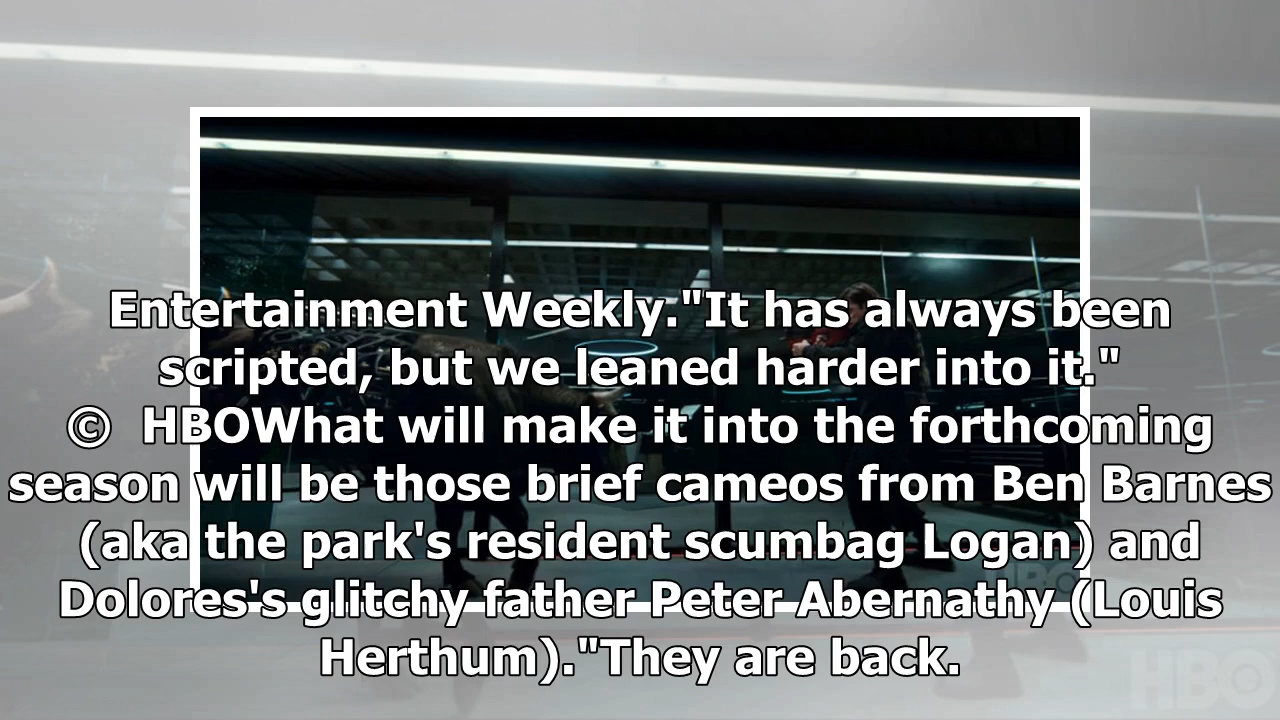 Entertainment Weekly."It has always been
scripted, but we leaned harder into it."
©  HBOWhat will make it into the forthcoming
season will be those brief cameos from Ben Barnes
(aka the park's resident scumbag Logan) and
Dolores's glitchy father Peter Abernathy (Louis
Herthum)."They are back.
HBO
HBO